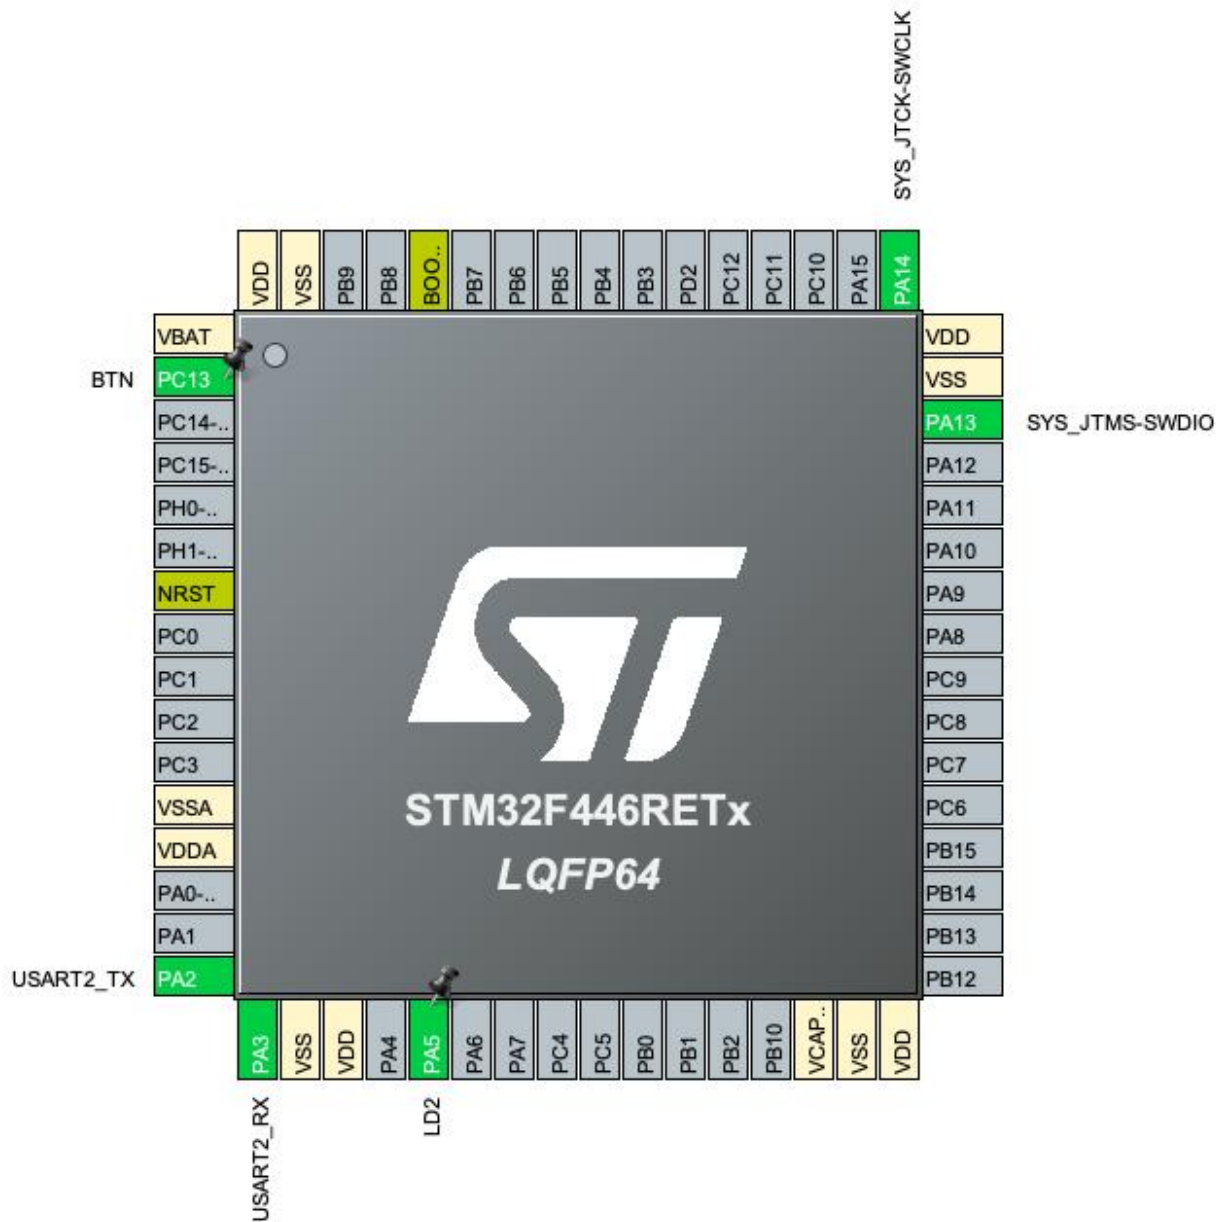 SYS_JTCK-SWCLK
VDD
VSS
PB9
PB8
BOO..
PB7
PB6
PB5
PB4
PB3
PD2
PC12
PC11
PC10
PA15
PA14
VBAT
BTN
PC13
PC14-..
PC15-..
PH0-..
PH1-..
NRST
PC0
PC1
PC2
PC3
VSSA
VDDA
PA0-..
PA1
USART2_TX
PA2
VDD
VSS
PA13
SYS_JTMS-SWDIO
PA12
PA11
PA10
PA9
PA8
PC9
PC8
PC7
PC6
PB15
PB14
PB13
PB12
ST
STM32F446RETx
LQFP64
PA3
VSS
VDD
PA4
PA5
PA6
PA7
PC4
PC5
PB0
PB1
PB2
PB10
VCAP..
VSS
VDD
USART2_RX
LD2